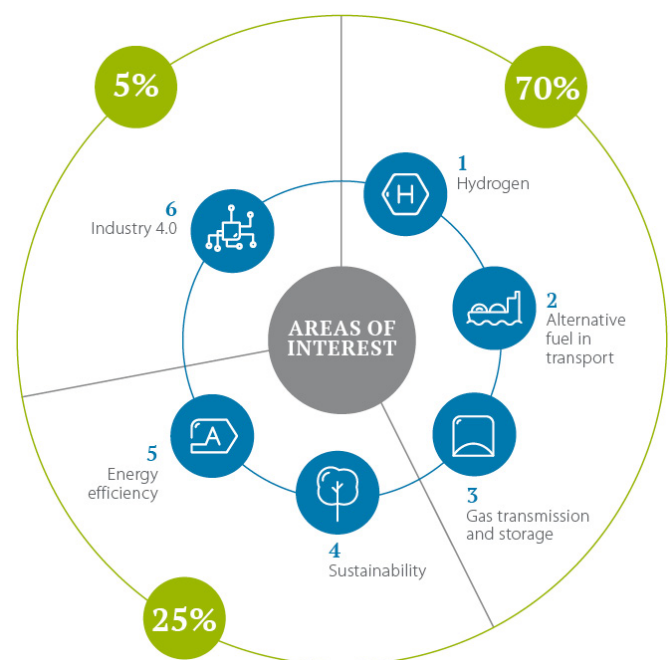 5%
70%
1
Hydrogen
H
6
Industry 4.0
AREAS OF
INTEREST
2
Alternative
fuel in
transport
A
5
Energy
efficiency
3
Gas transmission
and storage
4
Sustainability
25%